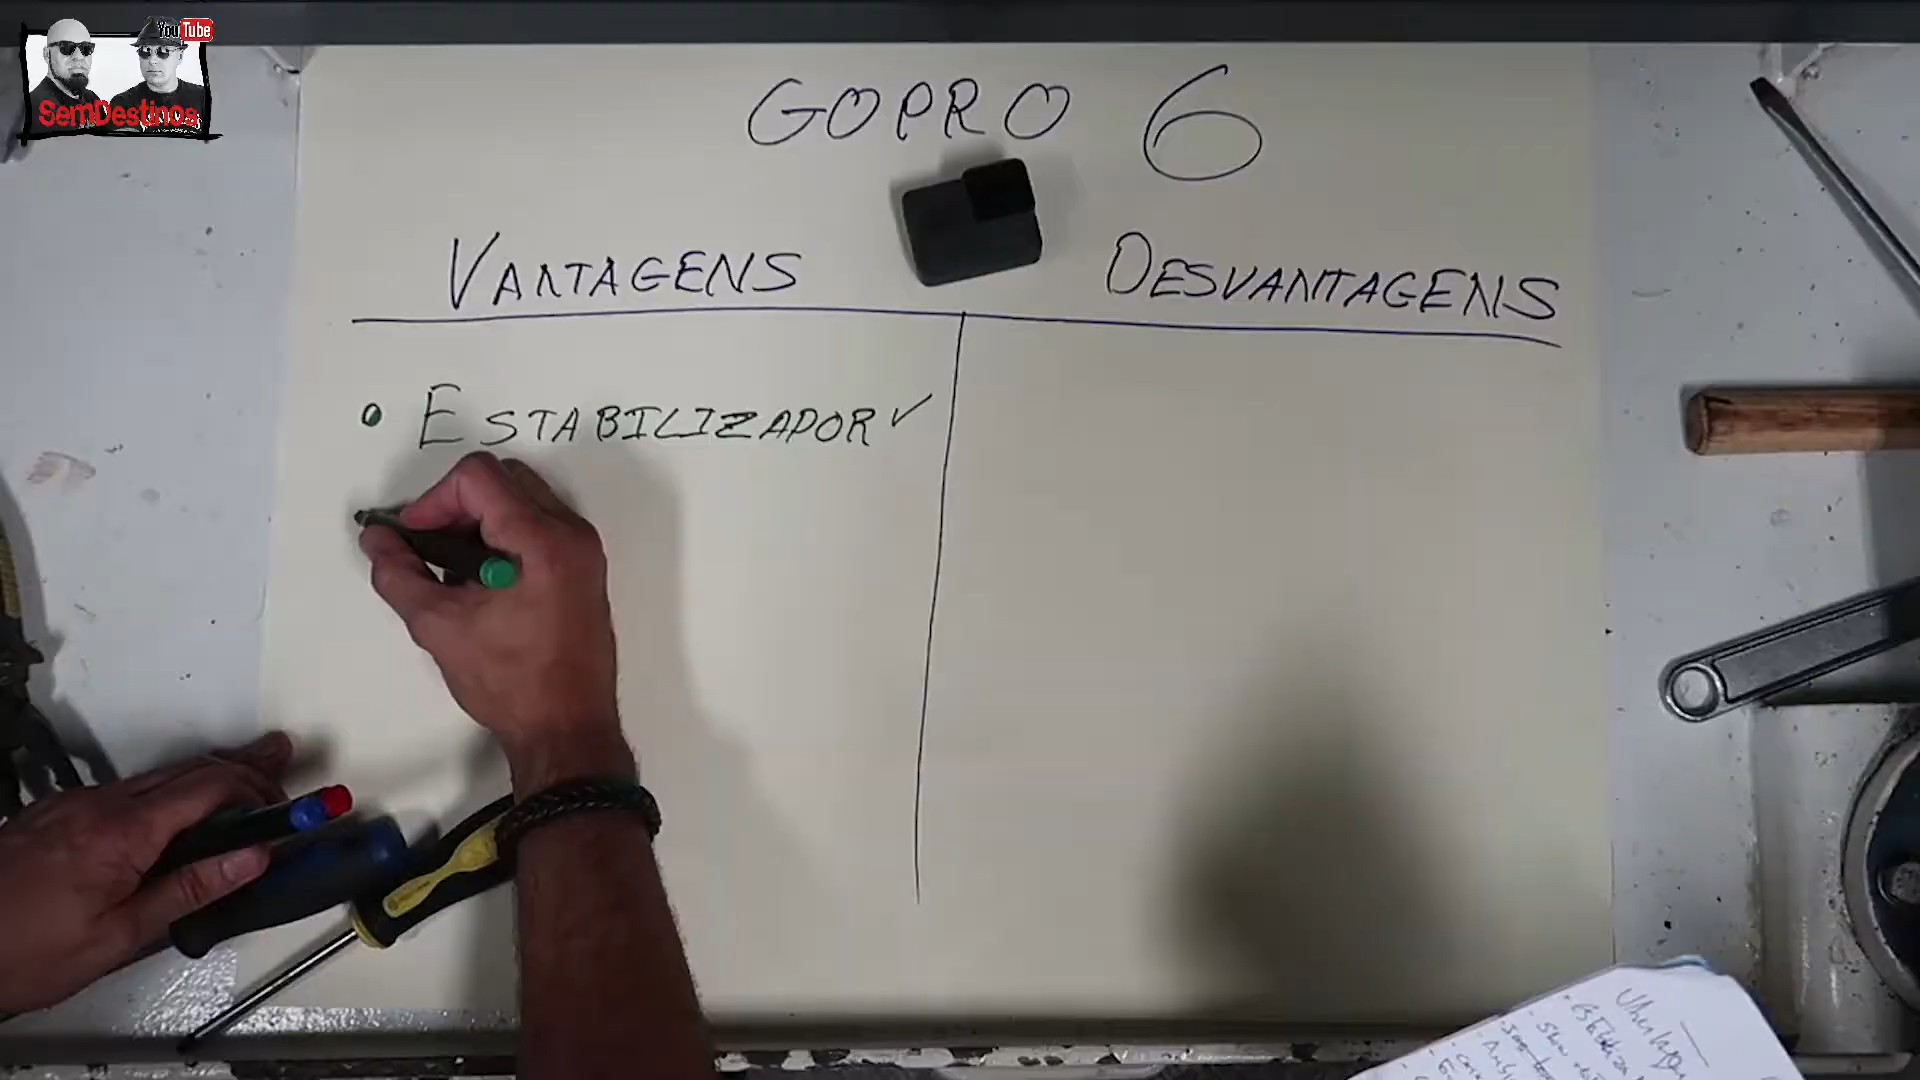 YouTube
SemDestinos
GOPRO 6
VANTAGENS
DESVANTAGENS
• ESTABILIZADOR ✓